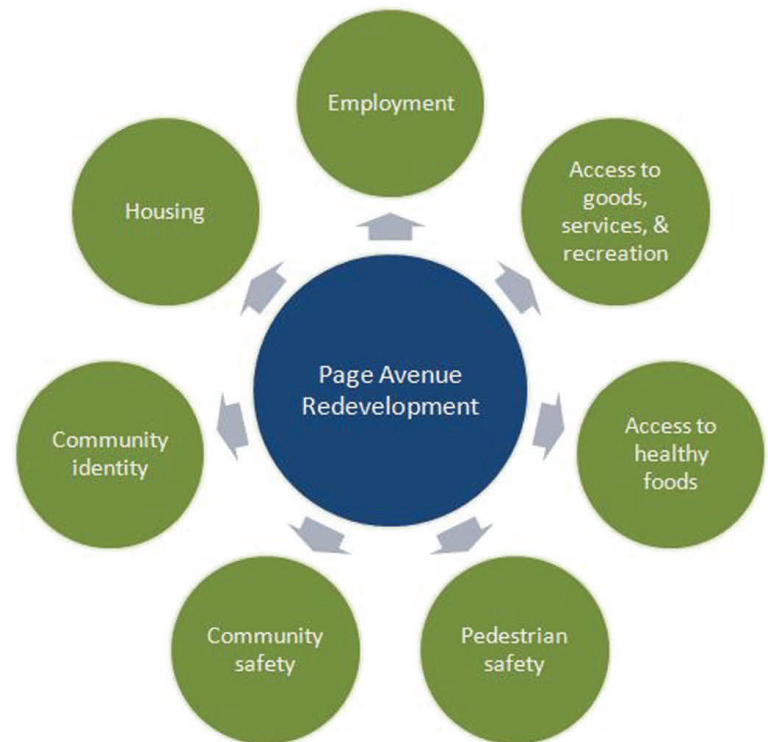 Employment
Access to
goods,
services, &
recreation
Housing
Page Avenue
Redevelopment
Access to
healthy
foods
Community
identity
Community
safety
Pedestrian
safety